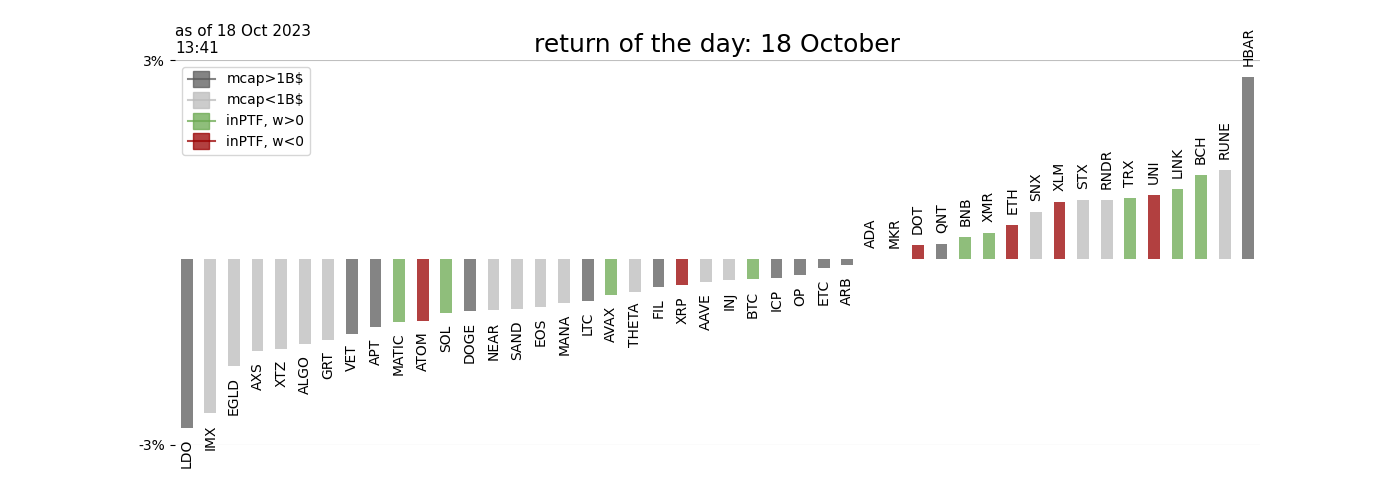 as of 18 Oct 2023
13:41
return of the day: 18 October
3%
mcap>1B$
mcap<1B$
inPTF, w>0
inPTF, w<0
-3%
LDO
IMX
EGLD
AXS
XTZ
ALGO
GRT
VET
APT
MATIC
ATOM
SOL
DOGE
NEAR
SAND
EOS
MANA
LTC
AVAX
THETA
FIL
XRP
AAVE
INJ
BTC
ICP
OP
ETC
ARB
ADA
MKR
DOT
QNT
BNB
XMR
ETH
SNX
XLM
STX
RNDR
TRX
UNI
LINK
BCH
RUNE
HBAR